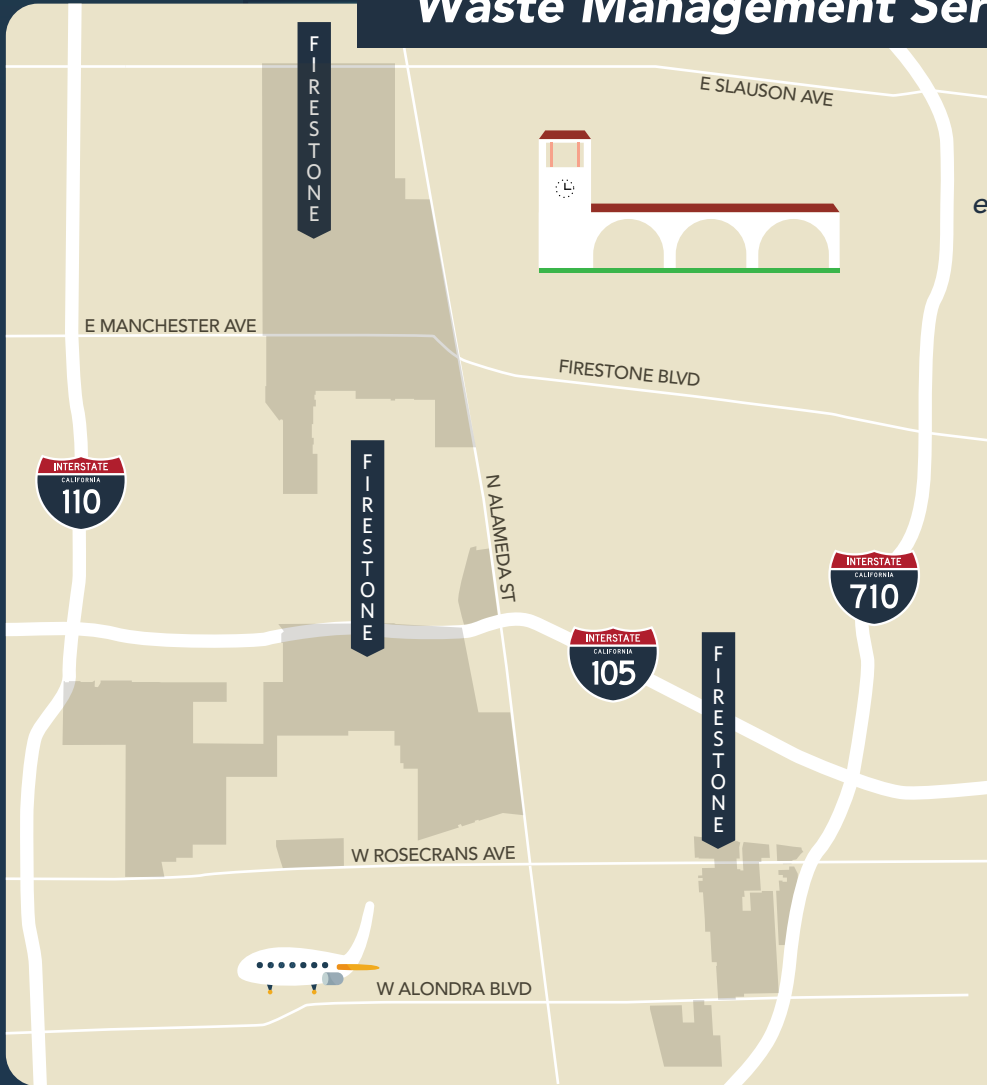 Waste Management Ser
FIRESTONE
E SLAUSON AVE
e
E MANCHESTER AVE
FIRESTONE BLVD
INTERSTATE
CALIFORNIA
110
FIRESTONE
N ALAMEDA ST
INTERSTATE
CALIFORNIA
710
INTERSTATE
CALIFORNIA
105
FIRESTONE
W ROSECRANS AVE
W ALONDRA BLVD